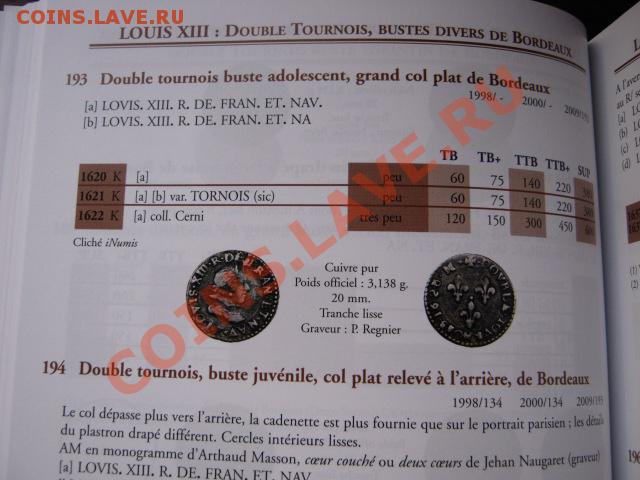 COINS.LAVE.RU
LOUIS XIII : DOUBLE TOURNOIS, BUSTES DIVERS DE BORDEAUX
193 Double tournois buste adolescent, grand col plat de Bordeaux
1998/- 2000/- 2009/193
[a] LOVIS. XIII. R. DE. FRAN. ET. NAV.
[b] LOVIS. XIII. R. DE. FRAN. ET. NA
TB TB+ TTB TTB+ SUP
1620 K [a] peu 60 75 140 220
1621 K [a] [b] var. TORNOIS (sic) peu 60 75 140 220
1622 K [a] coll. Cerni très peu 120 150 300 450
Cliché iNumis
Cuivre pur
Poids officiel : 3,138 g.
20 mm.
Tranche lisse
Graveur : P. Regnier
194 Double tournois, buste juvénile, col plat relevé à l'arrière, de Bordeaux
1998/134 2000/134 2009/193
Le col dépasse plus vers l'arrière, la cadenette est plus fournie que sur le portrait parisien ; les détails
du plastron drapé différent. Cercles intérieurs lisses.
AM en monogramme d'Arthaud Masson, cœur couché ou deux cœurs de Jehan Naugaret (graveur)
[a] LOVIS. XIII. R. DE. FRAN. ET. NAV
COINS.LAVE.RU